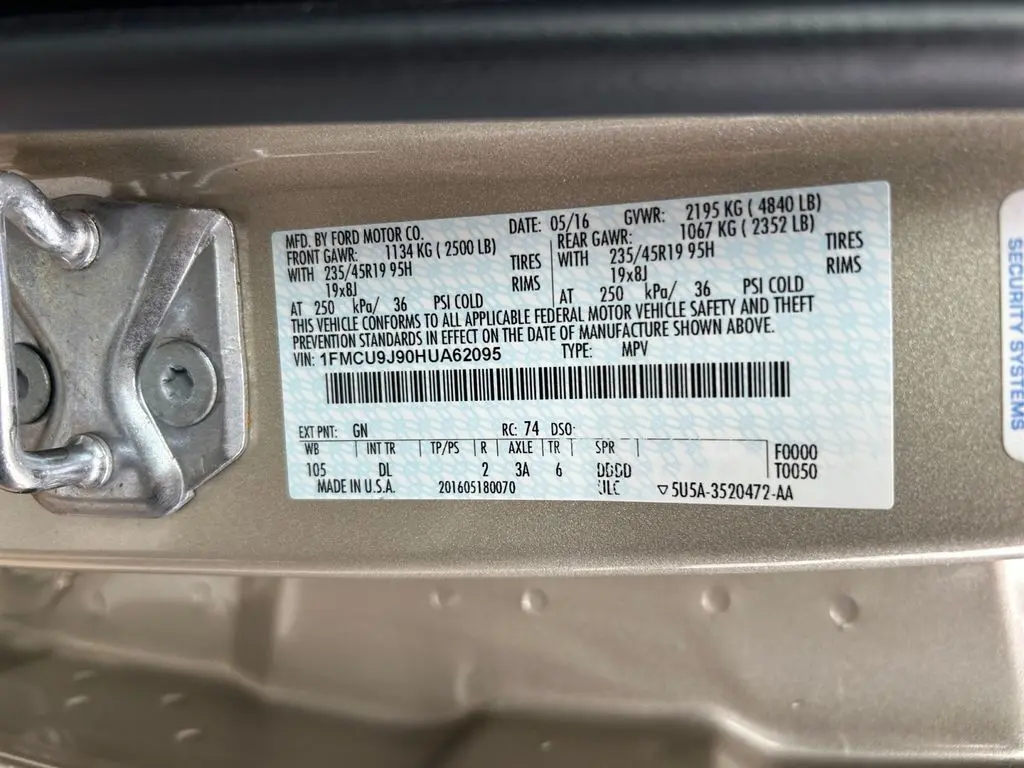 MFD. BY FORD MOTOR CO. DATE: 05/16 GVWR: 2195 KG ( 4840 LB)
FRONT GAWR: 1134 KG ( 2500 LB) REAR GAWR: 1067 KG ( 2352 LB)
WITH 235/45R19 95H TIRES WITH 235/45R19 95H TIRES
19x8J RIMS 19x8J RIMS
AT 250 kPa/ 36 PSI COLD AT 250 kPa/ 36 PSI COLD
THIS VEHICLE CONFORMS TO ALL APPLICABLE FEDERAL MOTOR VEHICLE SAFETY AND THEFT
PREVENTION STANDARDS IN EFFECT ON THE DATE OF MANUFACTURE SHOWN ABOVE.
VIN: 1FMCU9J90HUA62095 TYPE: MPV
EXT PNT: GN RC: 74 DSO:
WB INT TR TP/PS R AXLE TR SPR F0000
105 DL 2 3A 6 DDDD T0050
MADE IN U.S.A. 201605180070 5U5A-3520472-AA
SECURITY SYSTEMS